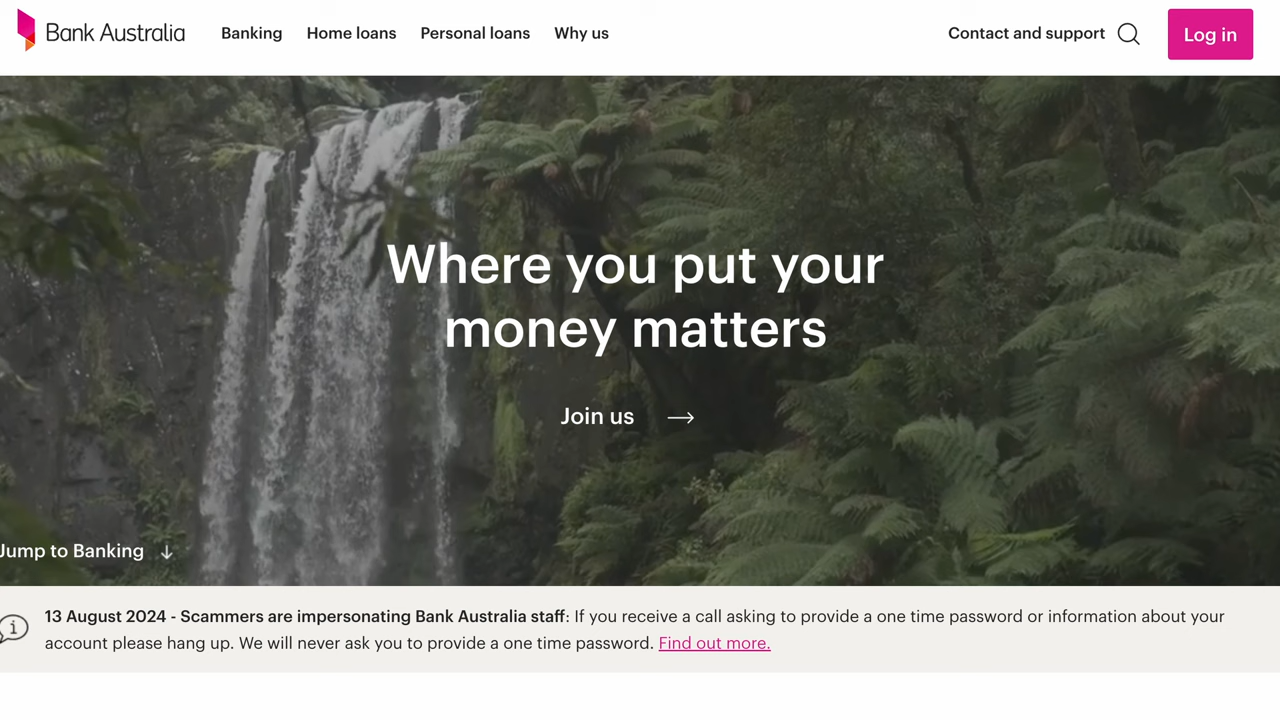 Bank Australia
Banking Home loans Personal loans Why us
Contact and support
Log in
Where you put your
money matters
Join us
Jump to Banking
13 August 2024 - Scammers are impersonating Bank Australia staff: If you receive a call asking to provide a one time password or information about your
account please hang up. We will never ask you to provide a one time password. Find out more.